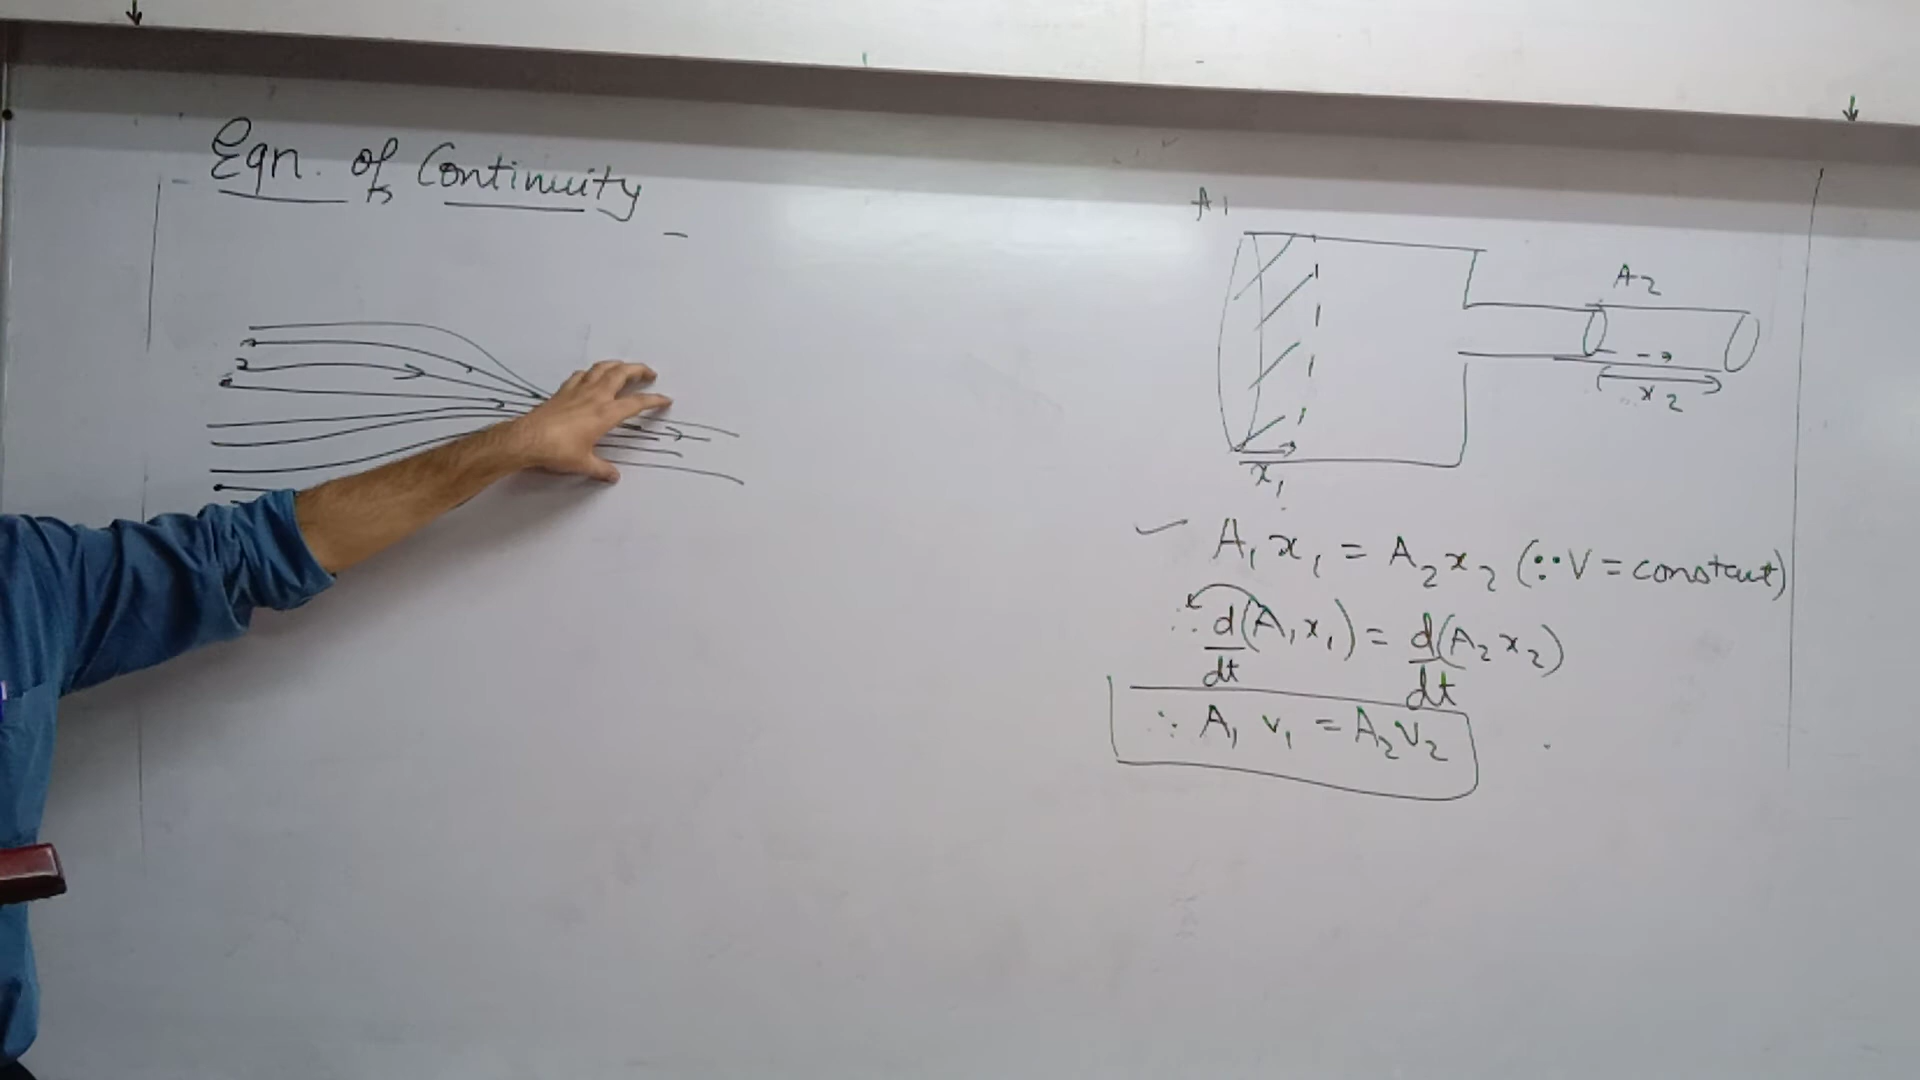 Eqn. of Continuity
A1
A2
x2
x1
A1 x1 = A2 x2 (∵ V = constant)
∴ d/dt (A1 x1) = d/dt (A2 x2)
∴ A1 v1 = A2 v2